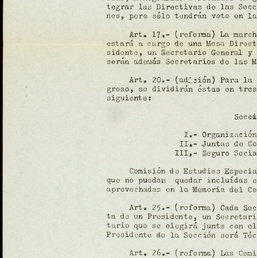 tegrar las Directivas de las Secc
nes, pero sólo tendrán voto en la
Art. 17.- (reforma) La march
estará a cargo de una Mesa Direct
sidente, un Secretario General y
serán además Secretarios de las M
Art. 20.- (adición) Para la
greso, se dividirán éstas en tres
siguiente:
Secci
I.- Organización
II.- Juntas de Co
III,- Seguro Socia
Comisión de Estudios Especia
que no puedan quedar incluídas e
aprovechadas en la Memoria del Co
Art. 25.- (reforma) Cada Sec
ta de un Presidente, un Secretari
tario que se elegirá junto con el
Presidente de la Sección será Téc
Art. 26.- (reforma) Las Comi